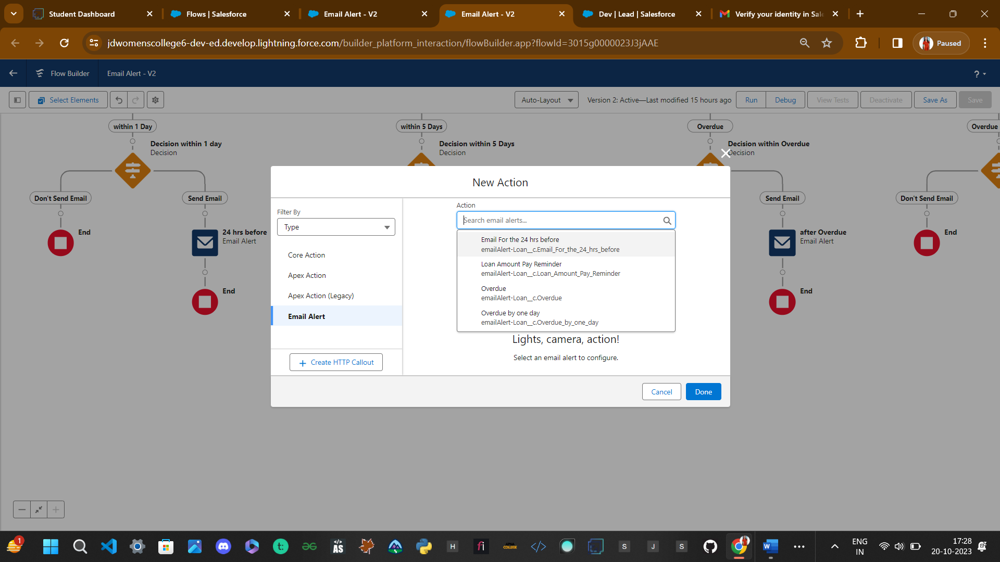 Student Dashboard
Flows | Salesforce
Email Alert - V2
Email Alert - V2
Dev | Lead | Salesforce
Verify your identity in Sale
jdwomenscollege6-dev-ed.develop.lightning.force.com/builder_platform_interaction/flowBuilder.app?flowId=3015g0000023J3jAAE
Paused
Flow Builder
Email Alert - V2
?
Select Elements
Auto-Layout
Version 2: Active—Last modified 15 hours ago
Run
Debug
View Tests
Deactivate
Save As
Save
within 1 Day
within 5 Days
Overdue
Overdue
Decision within 1 day
Decision
Decision within 5 Days
Decision
Decision within Overdue
Decision
Don't Send Email
Send Email
Send Email
Don't Send Email
End
24 hrs before
Email Alert
after Overdue
Email Alert
End
End
End
New Action
Filter By
Type
Core Action
Apex Action
Apex Action (Legacy)
Email Alert
Create HTTP Callout
Action
Search email alerts...
Email For the 24 hrs before
emailAlert-Loan__c.Email_For_the_24_hrs_before
Loan Amount Pay Reminder
emailAlert-Loan__c.Loan_Amount_Pay_Reminder
Overdue
emailAlert-Loan__c.Overdue
Overdue by one day
emailAlert-Loan__c.Overdue_by_one_day
Lights, camera, action!
Select an email alert to configure.
Cancel
Done
1
t:
</>
AS
H
fi
APNA
COLLEGE
</>
S
J
S
W
ENG
IN
17:28
20-10-2023